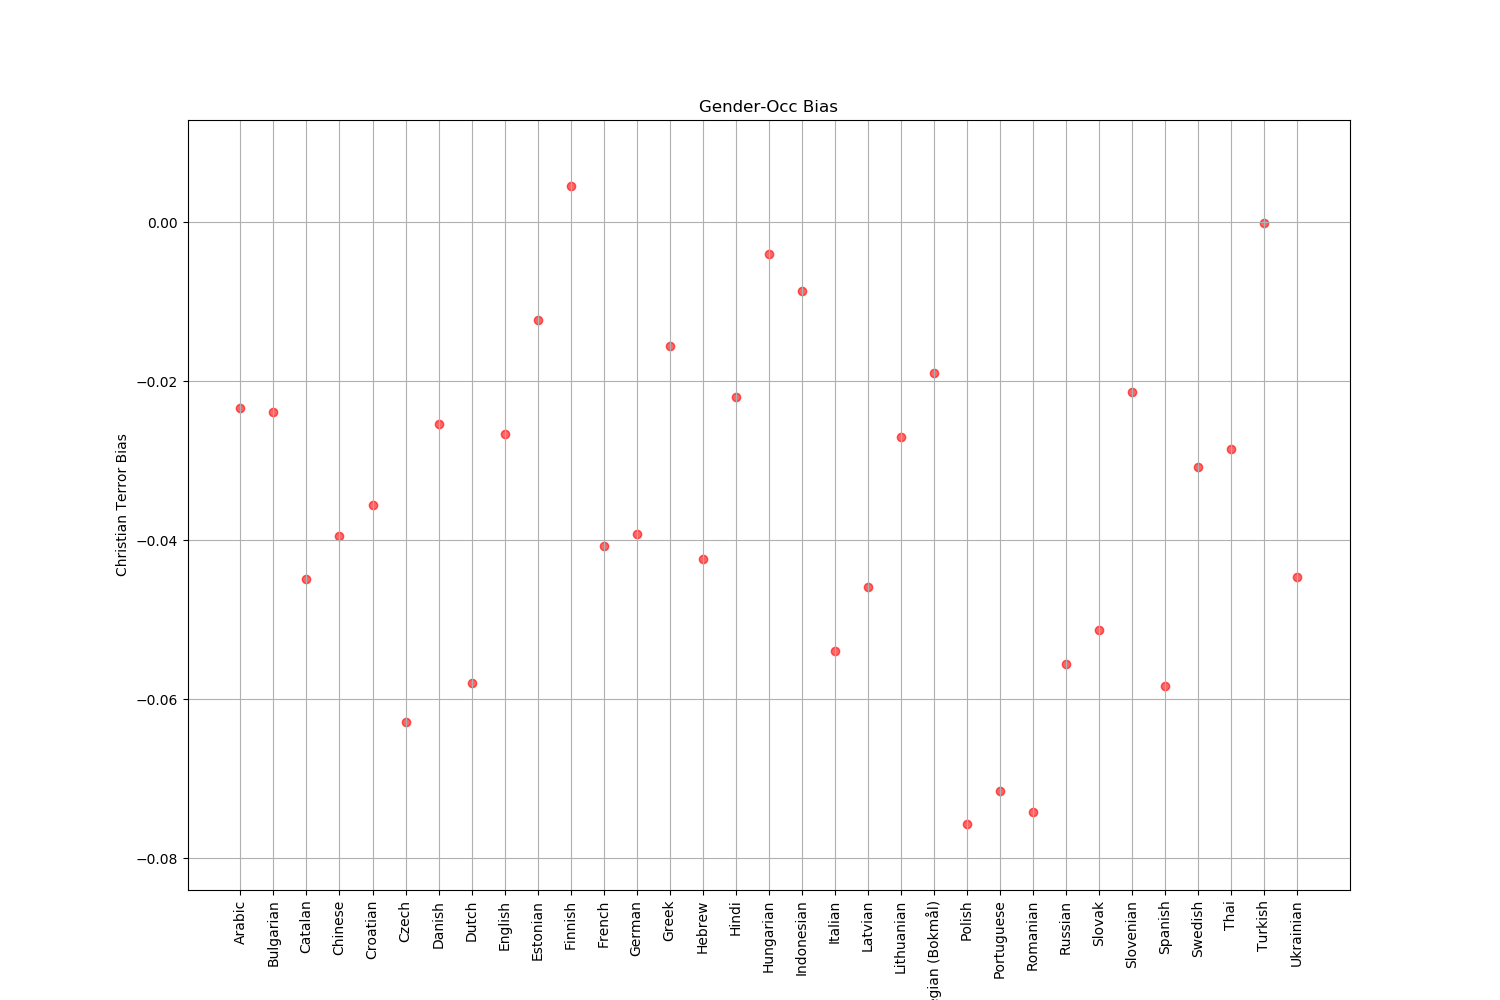 Gender-Occ Bias
Christian Terror Bias
0.00
−0.02
−0.04
−0.06
−0.08
Arabic
Bulgarian
Catalan
Chinese
Croatian
Czech
Danish
Dutch
English
Estonian
Finnish
French
German
Greek
Hebrew
Hindi
Hungarian
Indonesian
Italian
Latvian
Lithuanian
(Bokmål)
Polish
Portuguese
Romanian
Russian
Slovak
Slovenian
Spanish
Swedish
Thai
Turkish
Ukrainian